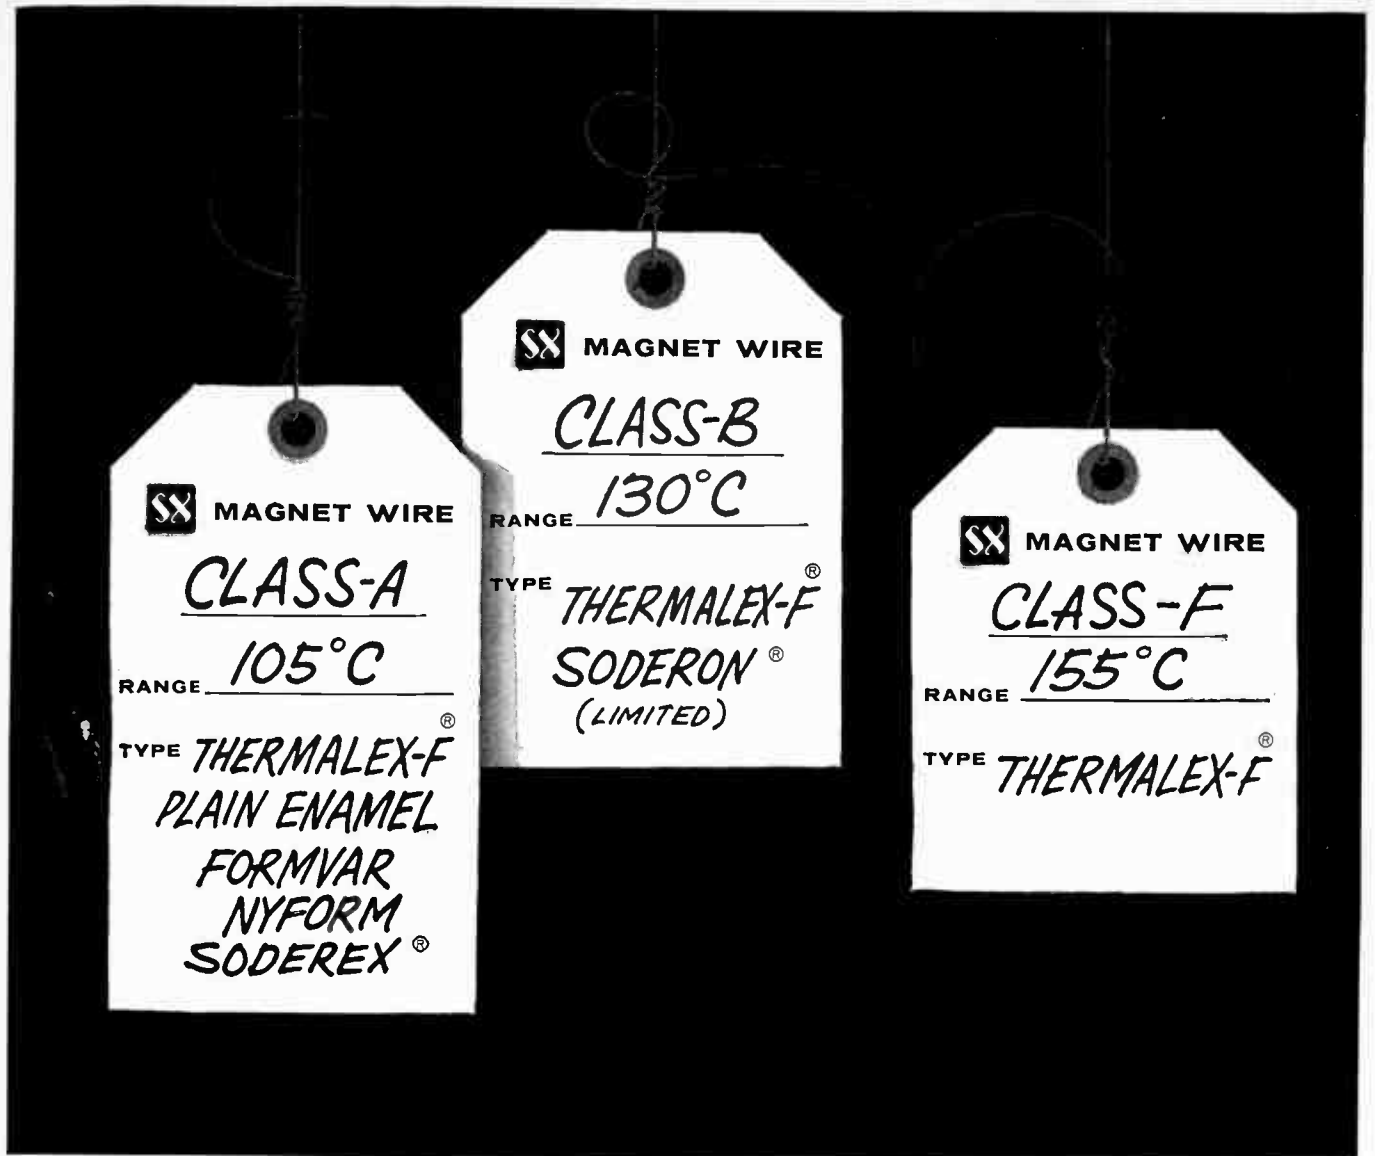 SX MAGNET WIRE
CLASS-A
RANGE 105°C
TYPE THERMALEX-F®
PLAIN ENAMEL
FORMVAR
NYFORM
SODEREX®
SX MAGNET WIRE
CLASS-B
RANGE 130°C
TYPE THERMALEX-F®
SODERON®
(LIMITED)
SX MAGNET WIRE
CLASS-F
RANGE 155°C
TYPE THERMALEX-F®